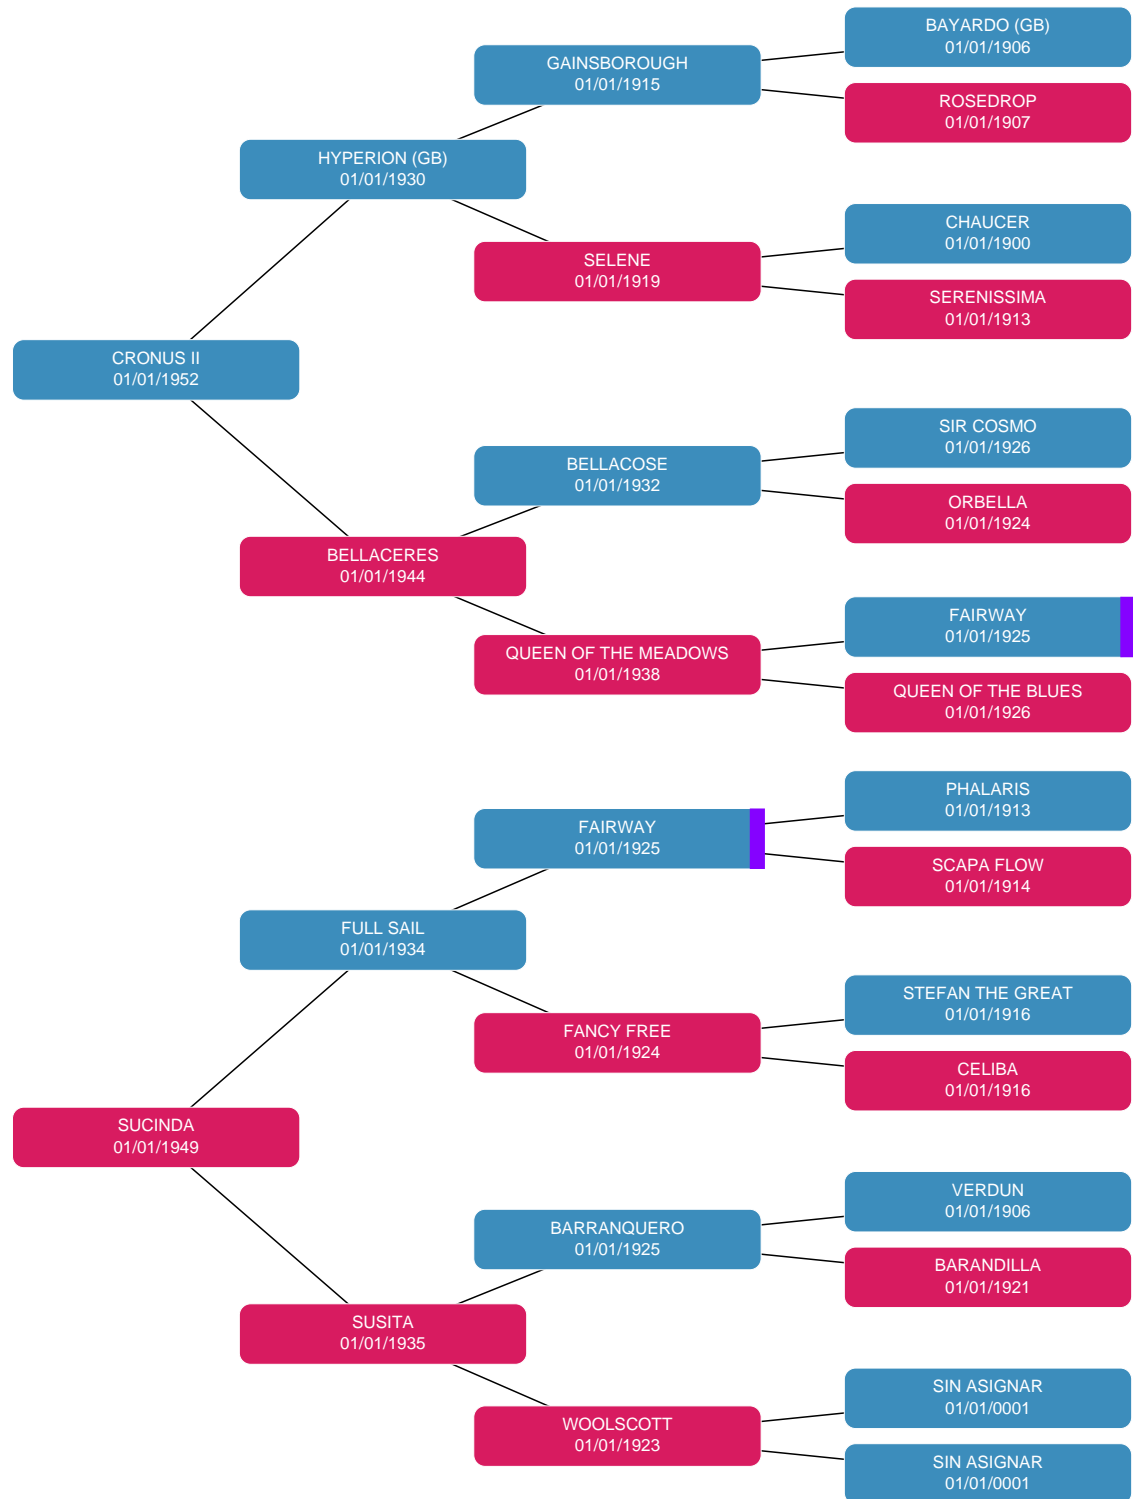 BAYARDO (GB)
01/01/1906
GAINSBOROUGH
01/01/1915
ROSEDROP
01/01/1907
HYPERION (GB)
01/01/1930
CHAUCER
01/01/1900
SELENE
01/01/1919
SERENISSIMA
01/01/1913
CRONUS II
01/01/1952
SIR COSMO
01/01/1926
BELLACOSE
01/01/1932
ORBELLA
01/01/1924
BELLACERES
01/01/1944
FAIRWAY
01/01/1925
QUEEN OF THE MEADOWS
01/01/1938
QUEEN OF THE BLUES
01/01/1926
PHALARIS
01/01/1913
FAIRWAY
01/01/1925
SCAPA FLOW
01/01/1914
FULL SAIL
01/01/1934
STEFAN THE GREAT
01/01/1916
FANCY FREE
01/01/1924
CELIBA
01/01/1916
SUCINDA
01/01/1949
VERDUN
01/01/1906
BARRANQUERO
01/01/1925
BARANDILLA
01/01/1921
SUSITA
01/01/1935
SIN ASIGNAR
01/01/0001
WOOLSCOTT
01/01/1923
SIN ASIGNAR
01/01/0001